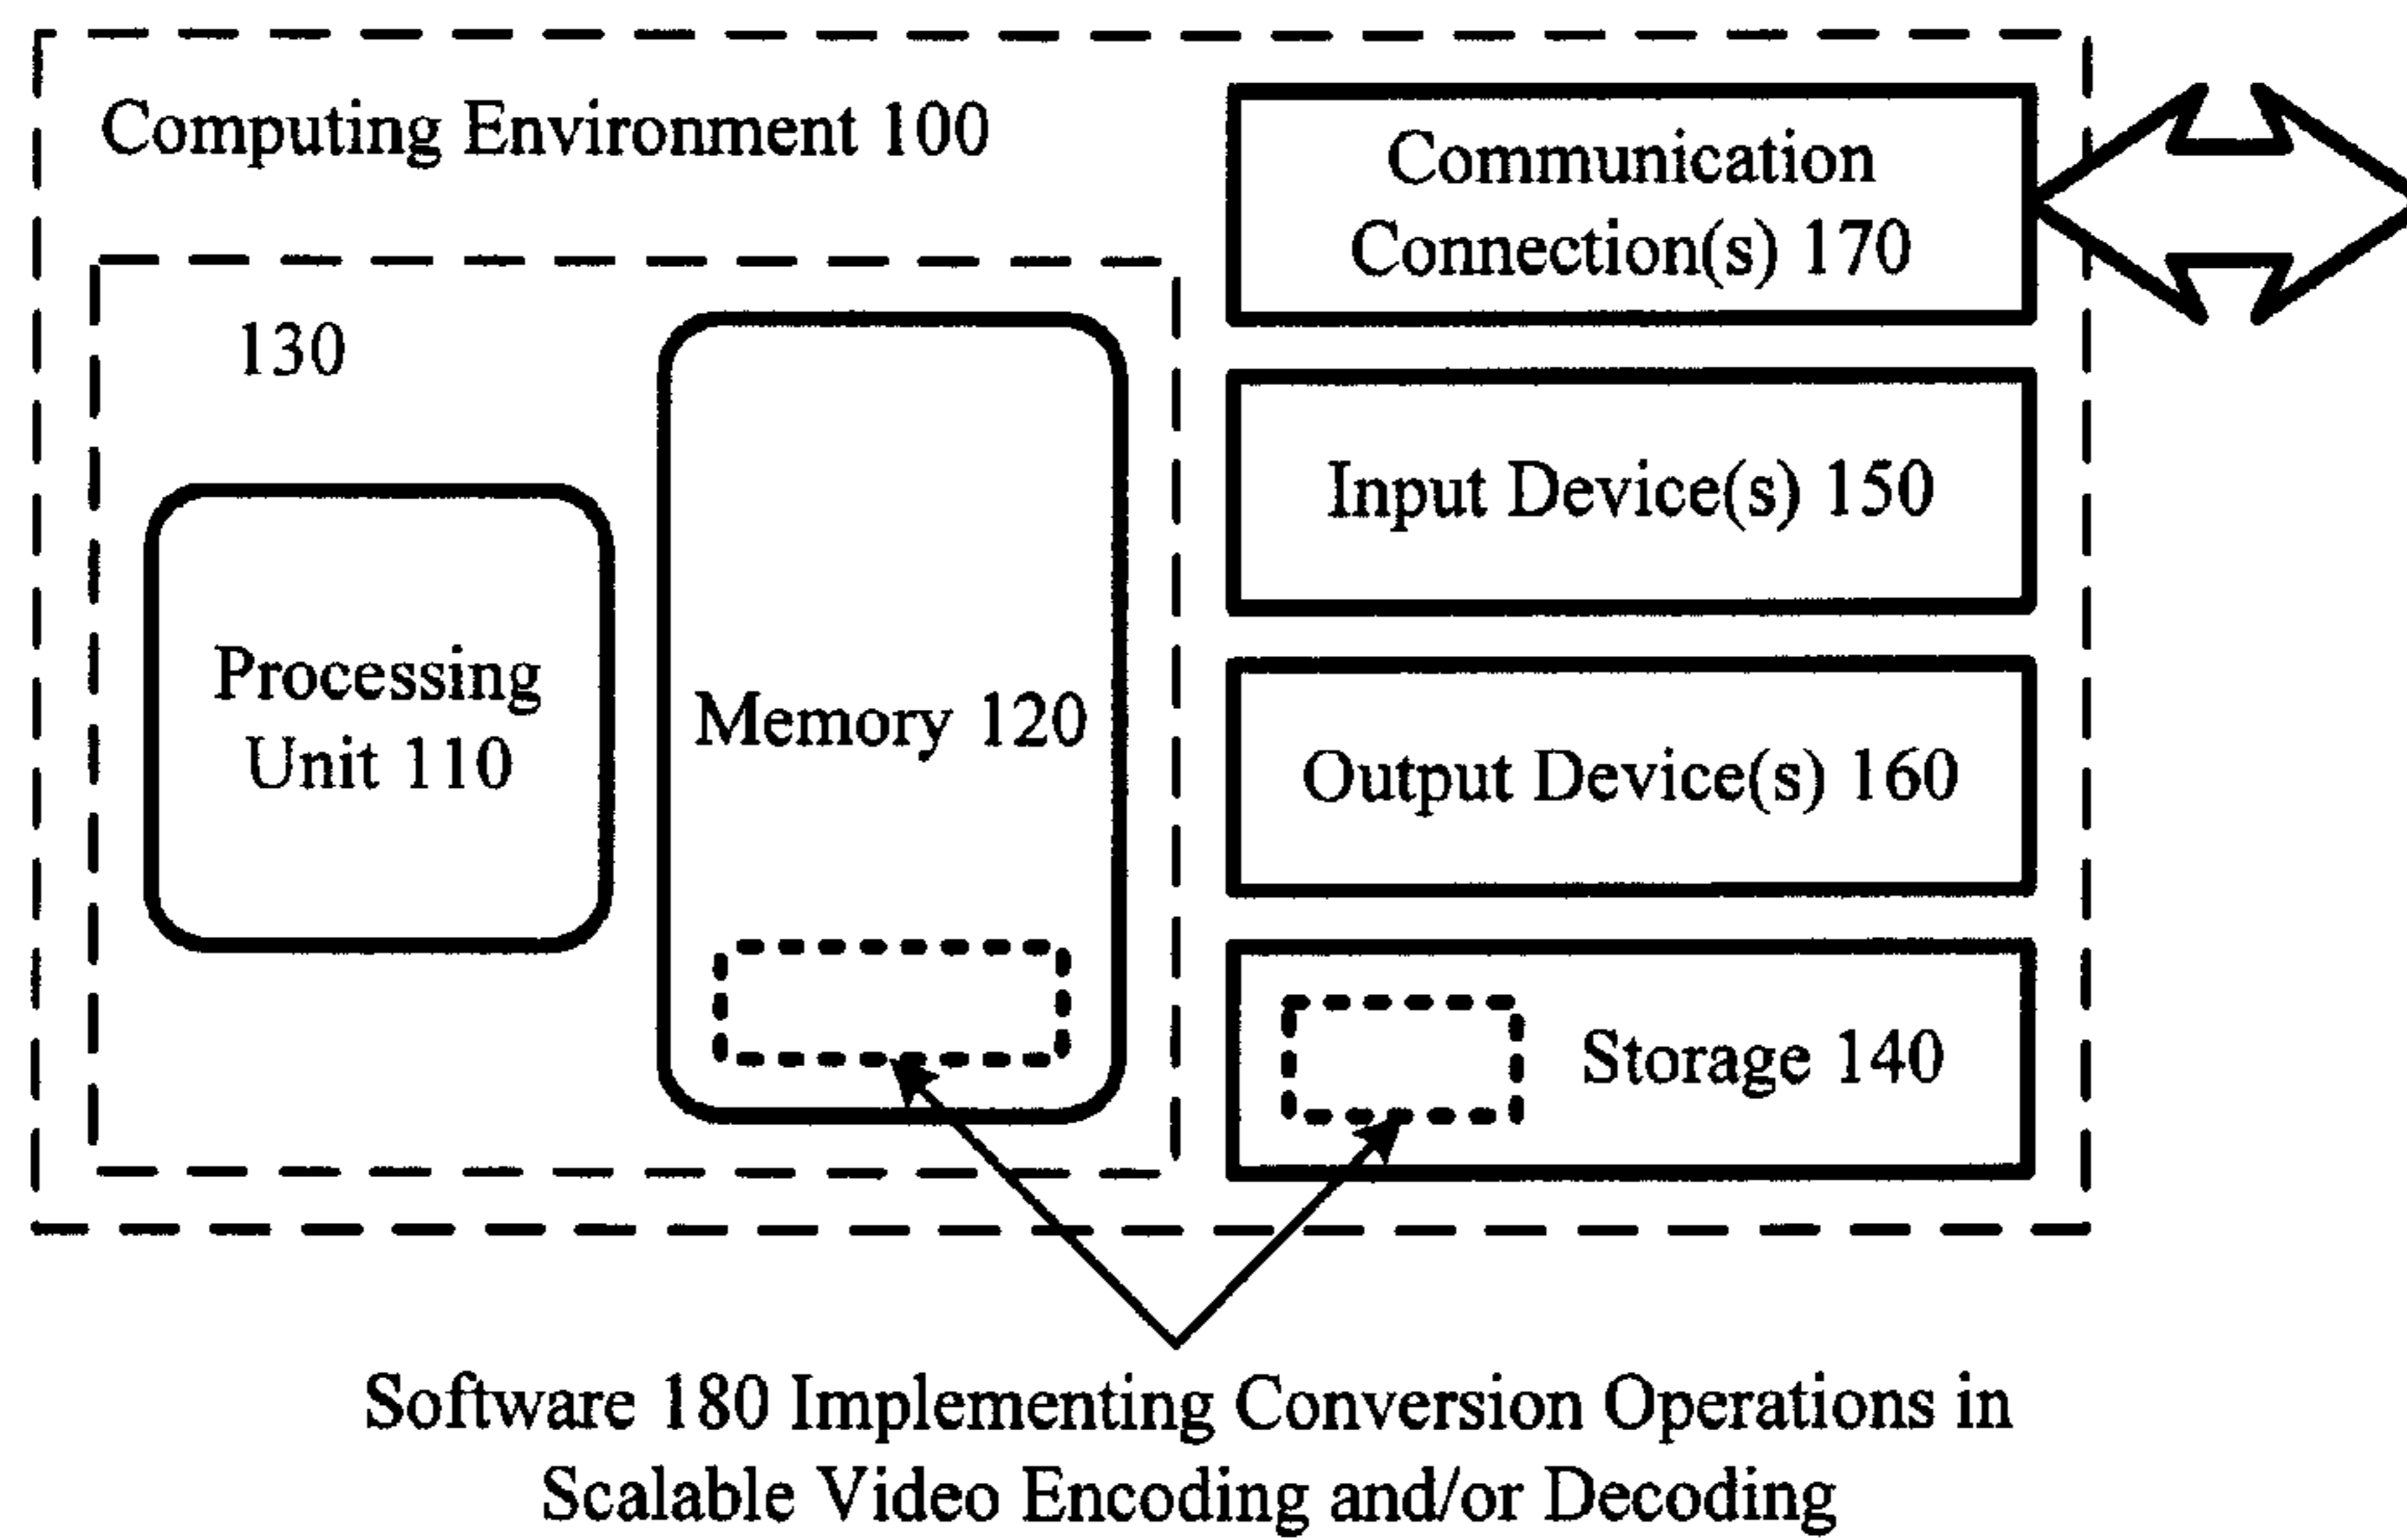 Computing Environment 100
130
Processing
Unit 110
Memory 120
Communication
Connection(s) 170
Input Device(s) 150
Output Device(s) 160
Storage 140
Software 180 Implementing Conversion Operations in
Scalable Video Encoding and/or Decoding